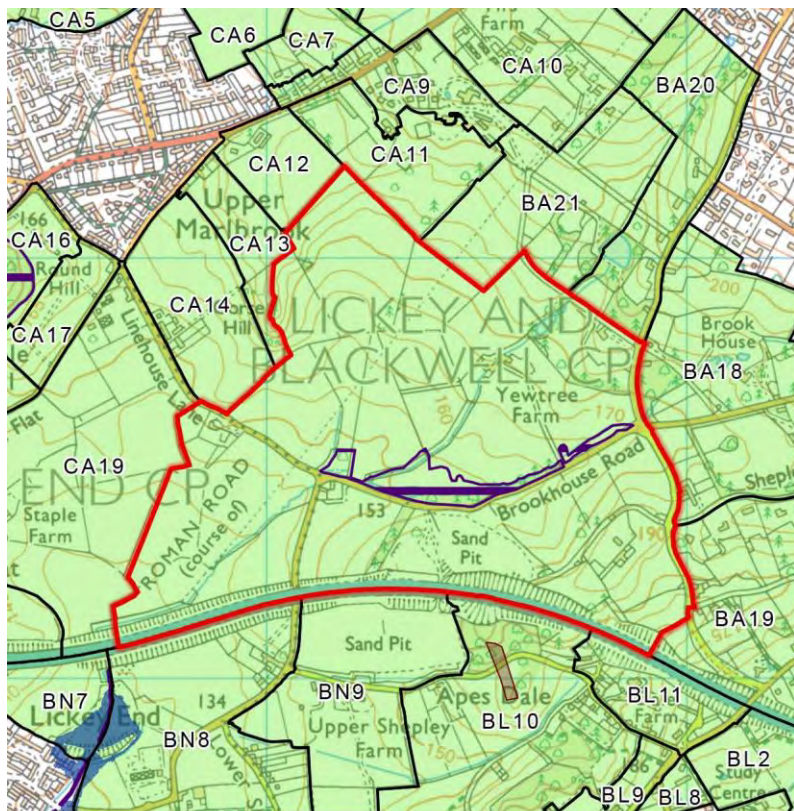 CA5
CA6
CA7
Farm
CA9
CA10
BA20
CA12
CA11
Upper
Marlbrook
CA13
BA21
166
CA16
Round
Hill
CA14
Hill
CA17
Linehouse Lane
LICKEY AND
BLACKWELL CP
200
Brook
House
BA18
Flat
Yewtree
Farm
160
170
CA19
END CP
Staple
Farm
ROMAN ROAD
(course of)
153
Brookhouse Road
Sand
Pit
190
BA19
175
Sand Pit
BN7
Lickey End
134
BN8
BN9
Upper Shepley
Farm
Apes Dale
BL10
150
BL11
Farm
BL2
Study
Centre
BL9
BL8